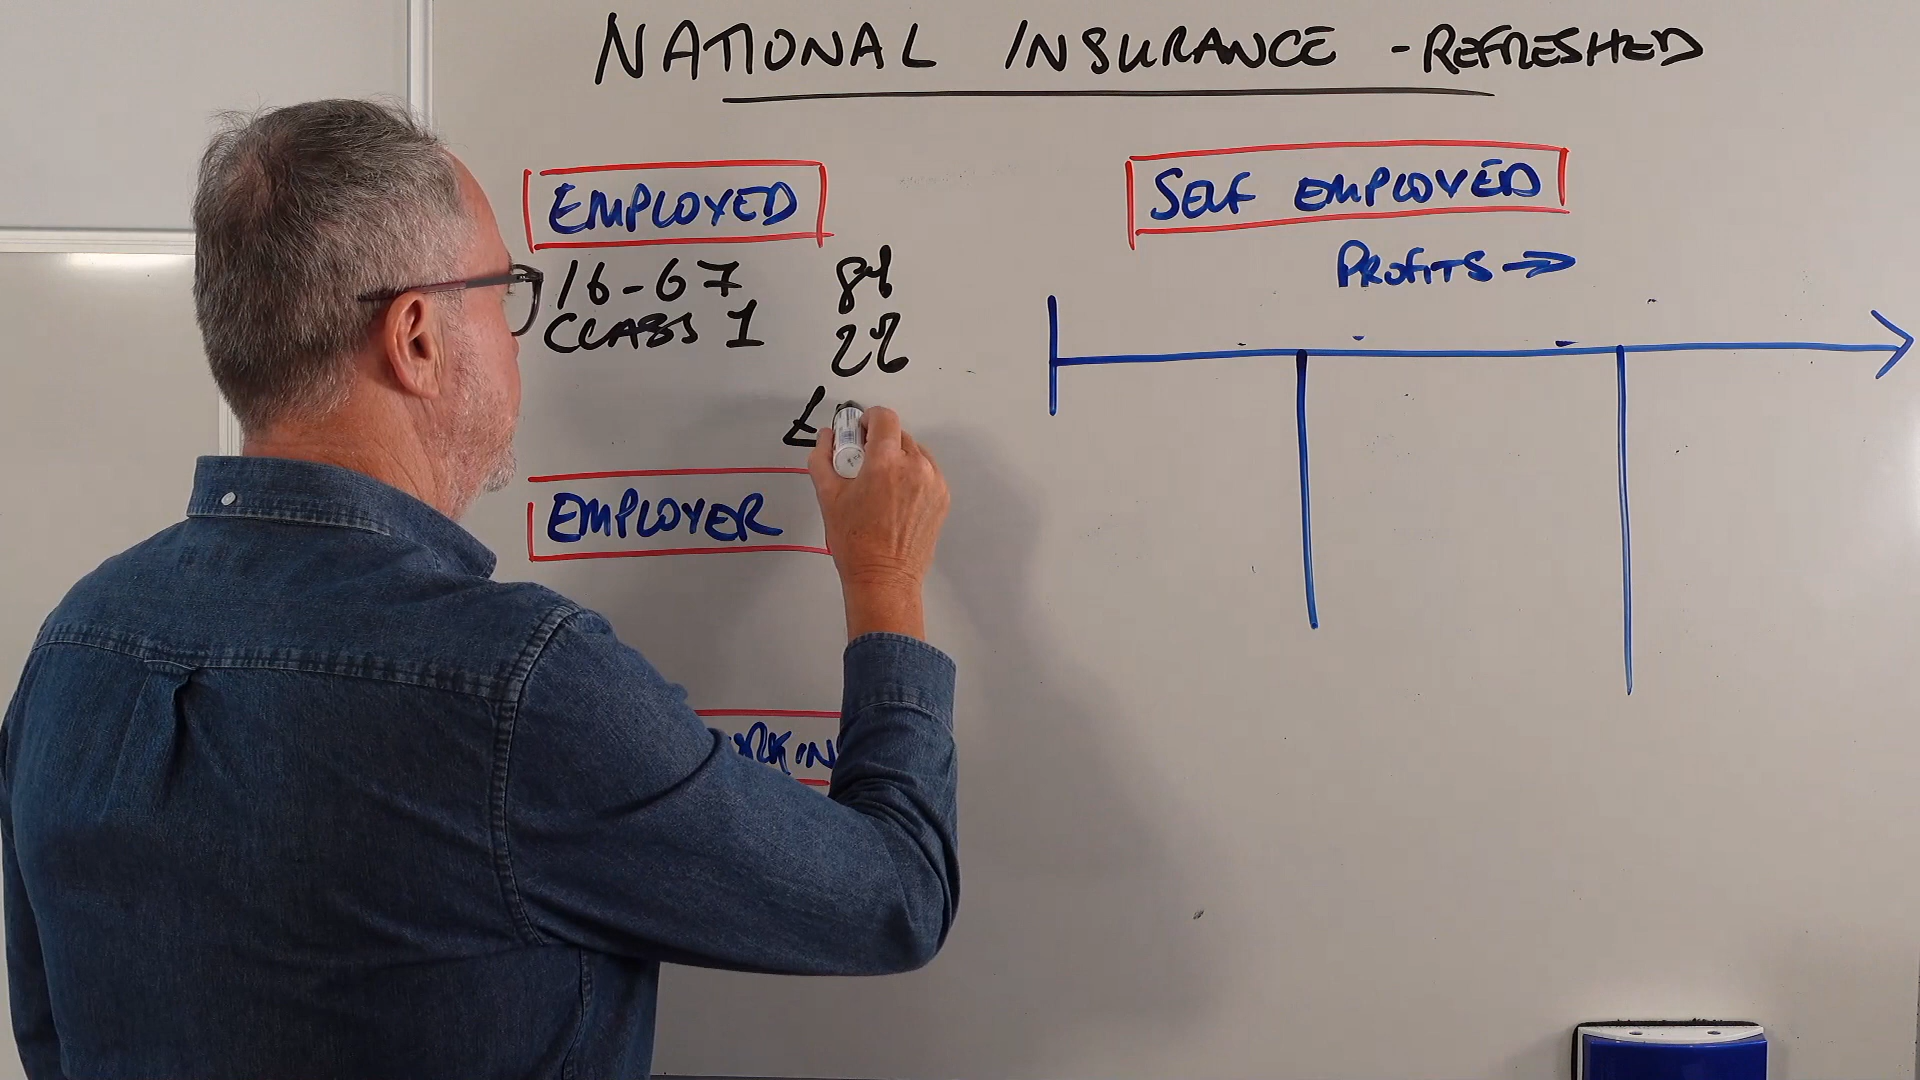 NATIONAL INSURANCE - REFRESHED
EMPLOYED
16-67 8%
CLASS 1 2%
£
EMPLOYER
SELF EMPLOYED
PROFITS →